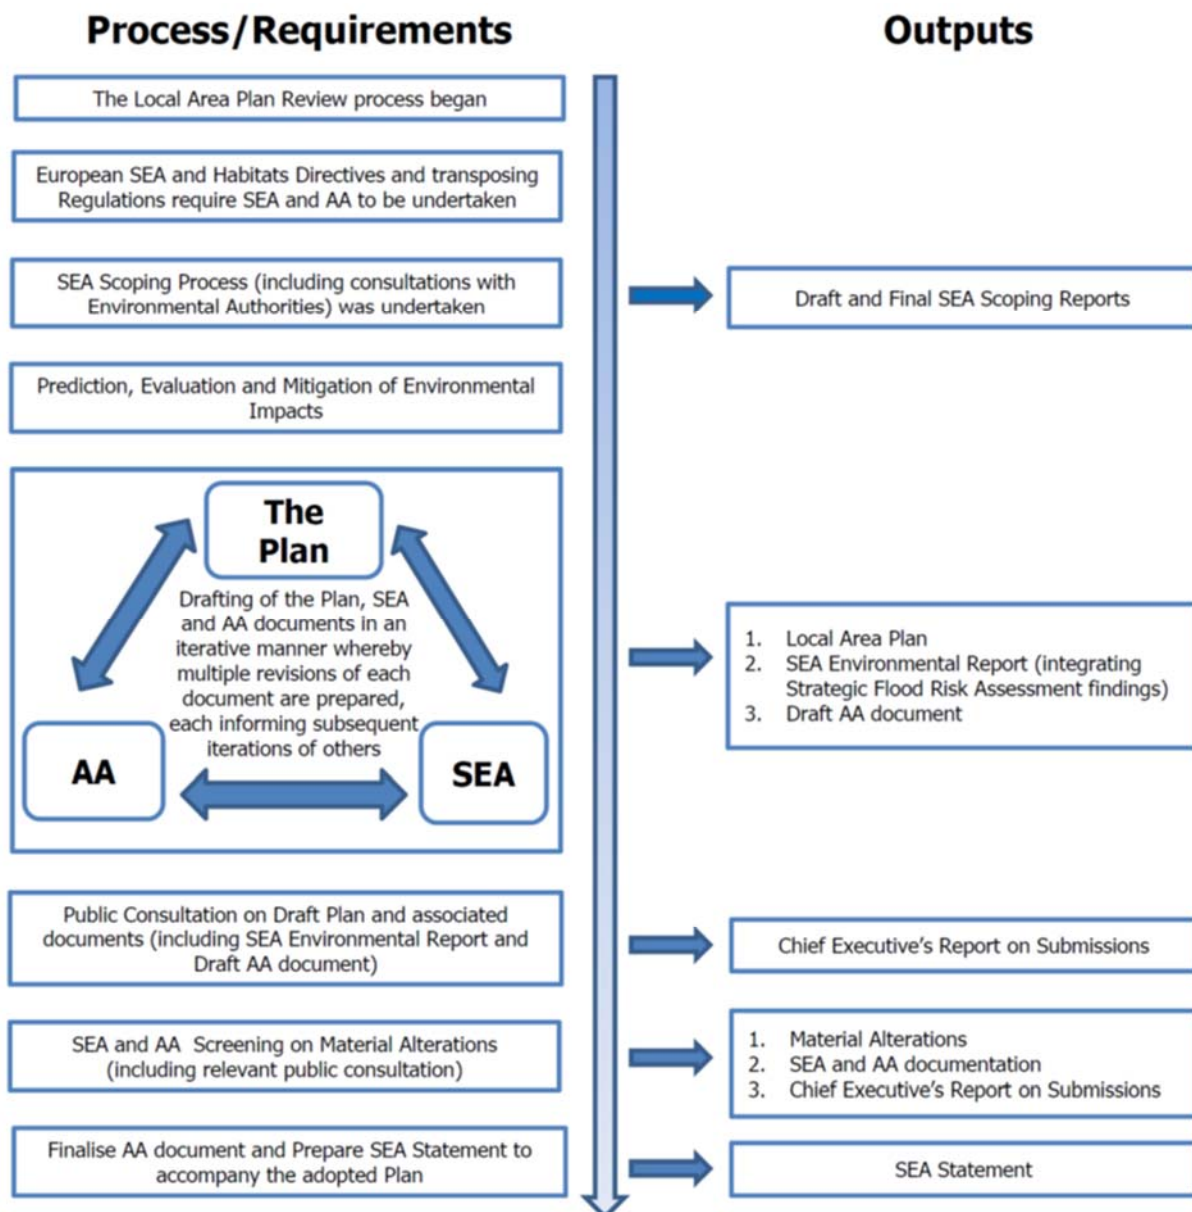 Process/Requirements
Outputs
The Local Area Plan Review process began
European SEA and Habitats Directives and transposing
Regulations require SEA and AA to be undertaken
SEA Scoping Process (including consultations with
Environmental Authorities) was undertaken
Draft and Final SEA Scoping Reports
Prediction, Evaluation and Mitigation of Environmental
Impacts
The
Plan
Drafting of the Plan, SEA
and AA documents in an
iterative manner whereby
multiple revisions of each
document are prepared,
each informing subsequent
iterations of others
AA
SEA
1. Local Area Plan
2. SEA Environmental Report (integrating
Strategic Flood Risk Assessment findings)
3. Draft AA document
Public Consultation on Draft Plan and associated
documents (including SEA Environmental Report and
Draft AA document)
Chief Executive's Report on Submissions
SEA and AA Screening on Material Alterations
(including relevant public consultation)
1. Material Alterations
2. SEA and AA documentation
3. Chief Executive's Report on Submissions
Finalise AA document and Prepare SEA Statement to
accompany the adopted Plan
SEA Statement